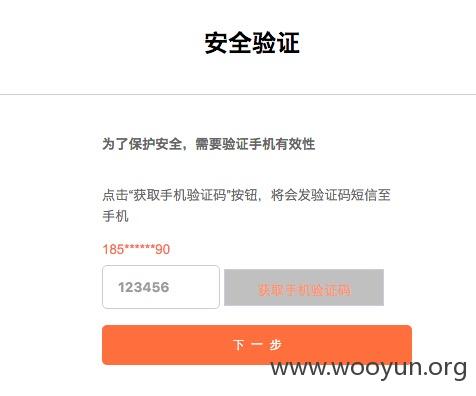 安全验证
为了保护安全，需要验证手机有效性
点击“获取手机验证码”按钮，将会发验证码短信至
手机
185******90
123456 获取手机验证码
下一步
www.wooyun.org